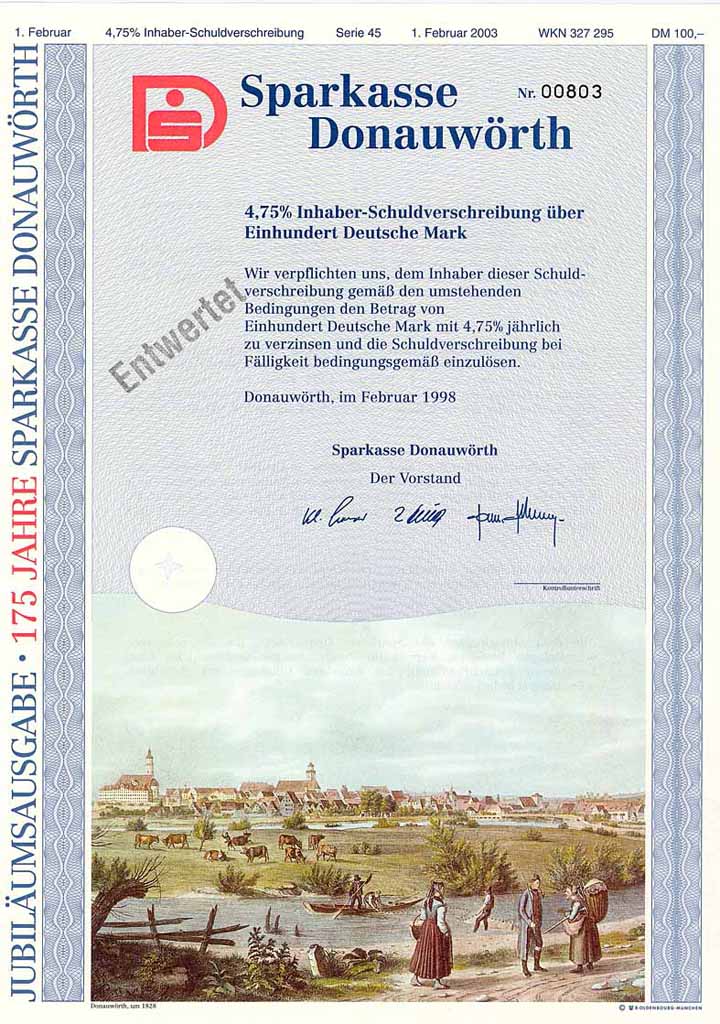 1. Februar 4,75% Inhaber-Schuldverschreibung Serie 45 1. Februar 2003 WKN 327 295 DM 100,–
JUBILÄUMSAUSGABE · 175 JAHRE SPARKASSE DONAUWÖRTH
Sparkasse Nr. 00803
Donauwörth
4,75% Inhaber-Schuldverschreibung über
Einhundert Deutsche Mark
Wir verpflichten uns, dem Inhaber dieser Schuld-
verschreibung gemäß den umstehenden
Bedingungen den Betrag von
Einhundert Deutsche Mark mit 4,75% jährlich
zu verzinsen und die Schuldverschreibung bei
Fälligkeit bedingungsgemäß einzulösen.
Entwertet
Donauwörth, im Februar 1998
Sparkasse Donauwörth
Der Vorstand
Kontrollunterschrift
Donauwörth, um 1828
© R. OLDENBOURG · MÜNCHEN